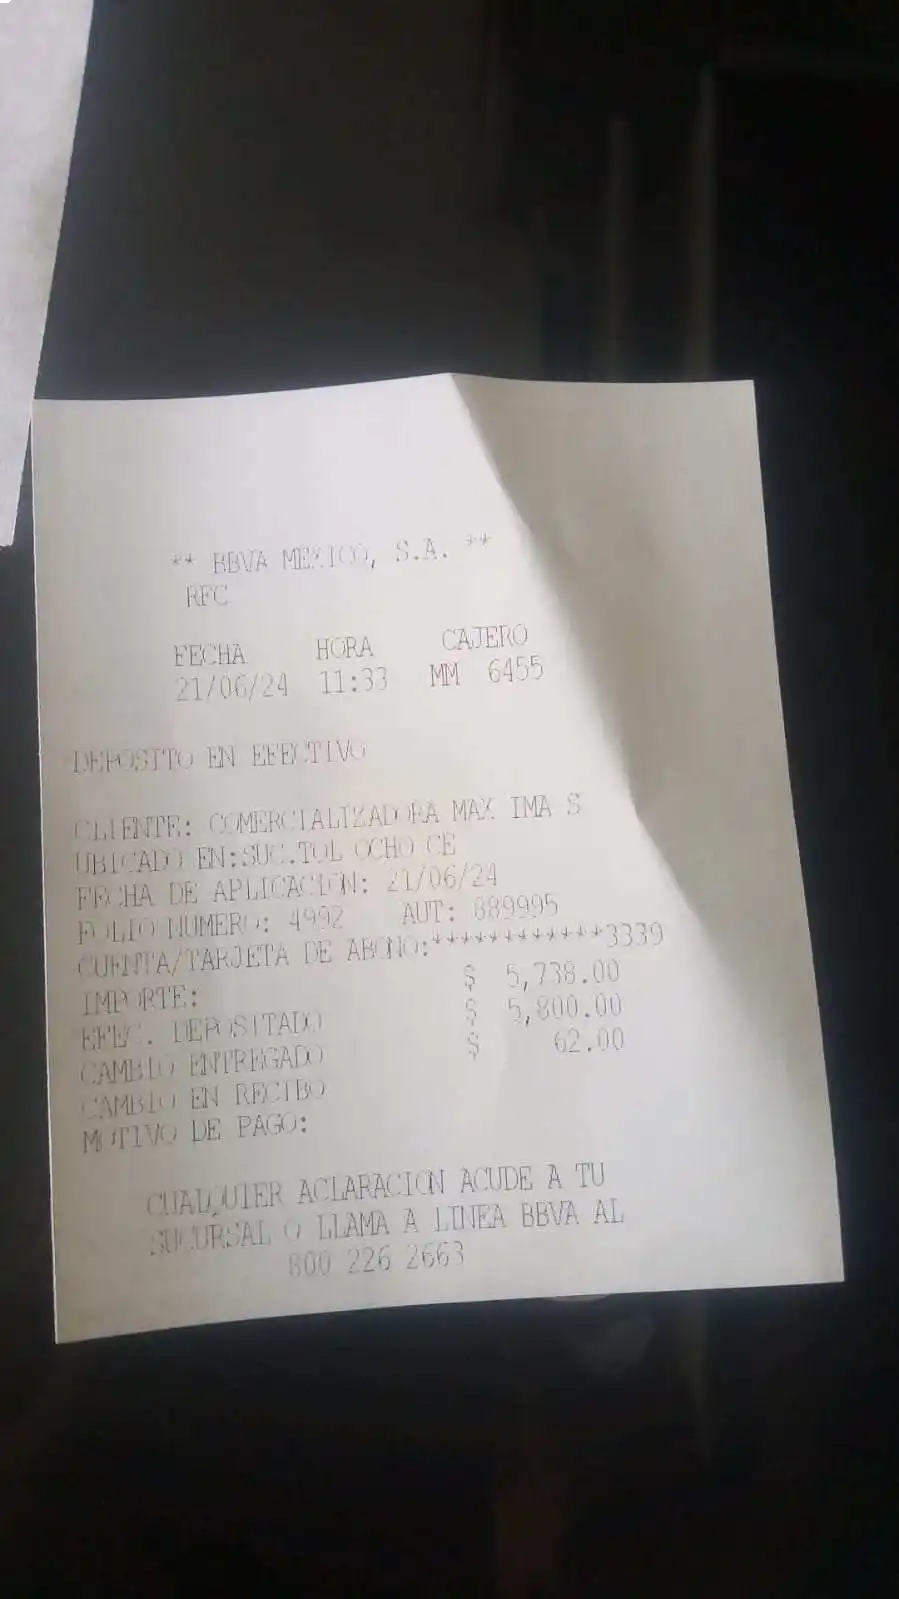 ** BBVA MEXICO, S.A. **
RFC
FECHA HORA CAJERO
21/06/24 11:33 MM 6455
DEPOSITO EN EFECTIVO
CLIENTE: COMERCIALIZADORA MAX IMA S
UBICADO EN:SUC.TOL OCHO CE
FECHA DE APLICACION: 21/06/24
FOLIO NUMERO: 4992 AUT: 889995
CUENTA/TARJETA DE ABONO:************3339
IMPORTE: $ 5,738.00
EFEC. DEPOSITADO $ 5,800.00
CAMBIO ENTREGADO $ 62.00
CAMBIO EN RECIBO
MOTIVO DE PAGO:
CUALQUIER ACLARACION ACUDE A TU
SUCURSAL O LLAMA A LINEA BBVA AL
800 226 2663